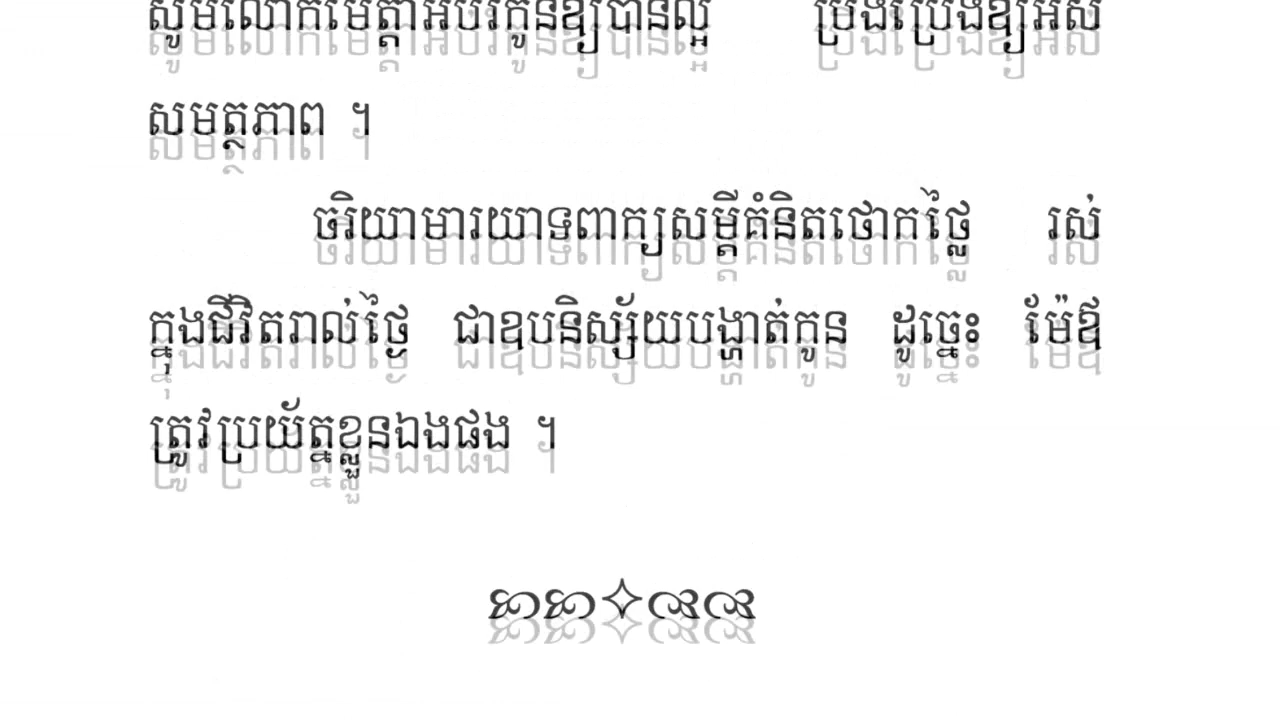 សូមលោកមេត្តាអប់រំកូនឱ្យបានល្អ ប្រឹងប្រែងឱ្យអស់
សមត្ថភាព ។
ចរិយាមារយាទពាក្យសម្តីគំនិតថោកថ្លៃ រស់
ក្នុងជីវិតរាល់ថ្ងៃ ជាឧបនិស្ស័យបង្ហាត់កូន ដូច្នេះ ម៉ែឪ
ត្រូវប្រយ័ត្នខ្លួនឯងផង ។